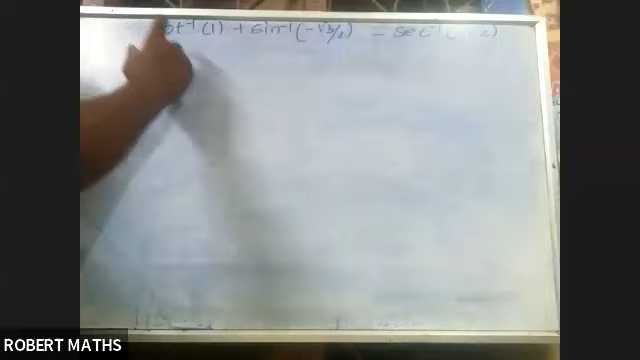 ot⁻¹(1) + sin⁻¹(-√3/2) - sec⁻¹(
ROBERT MATHS